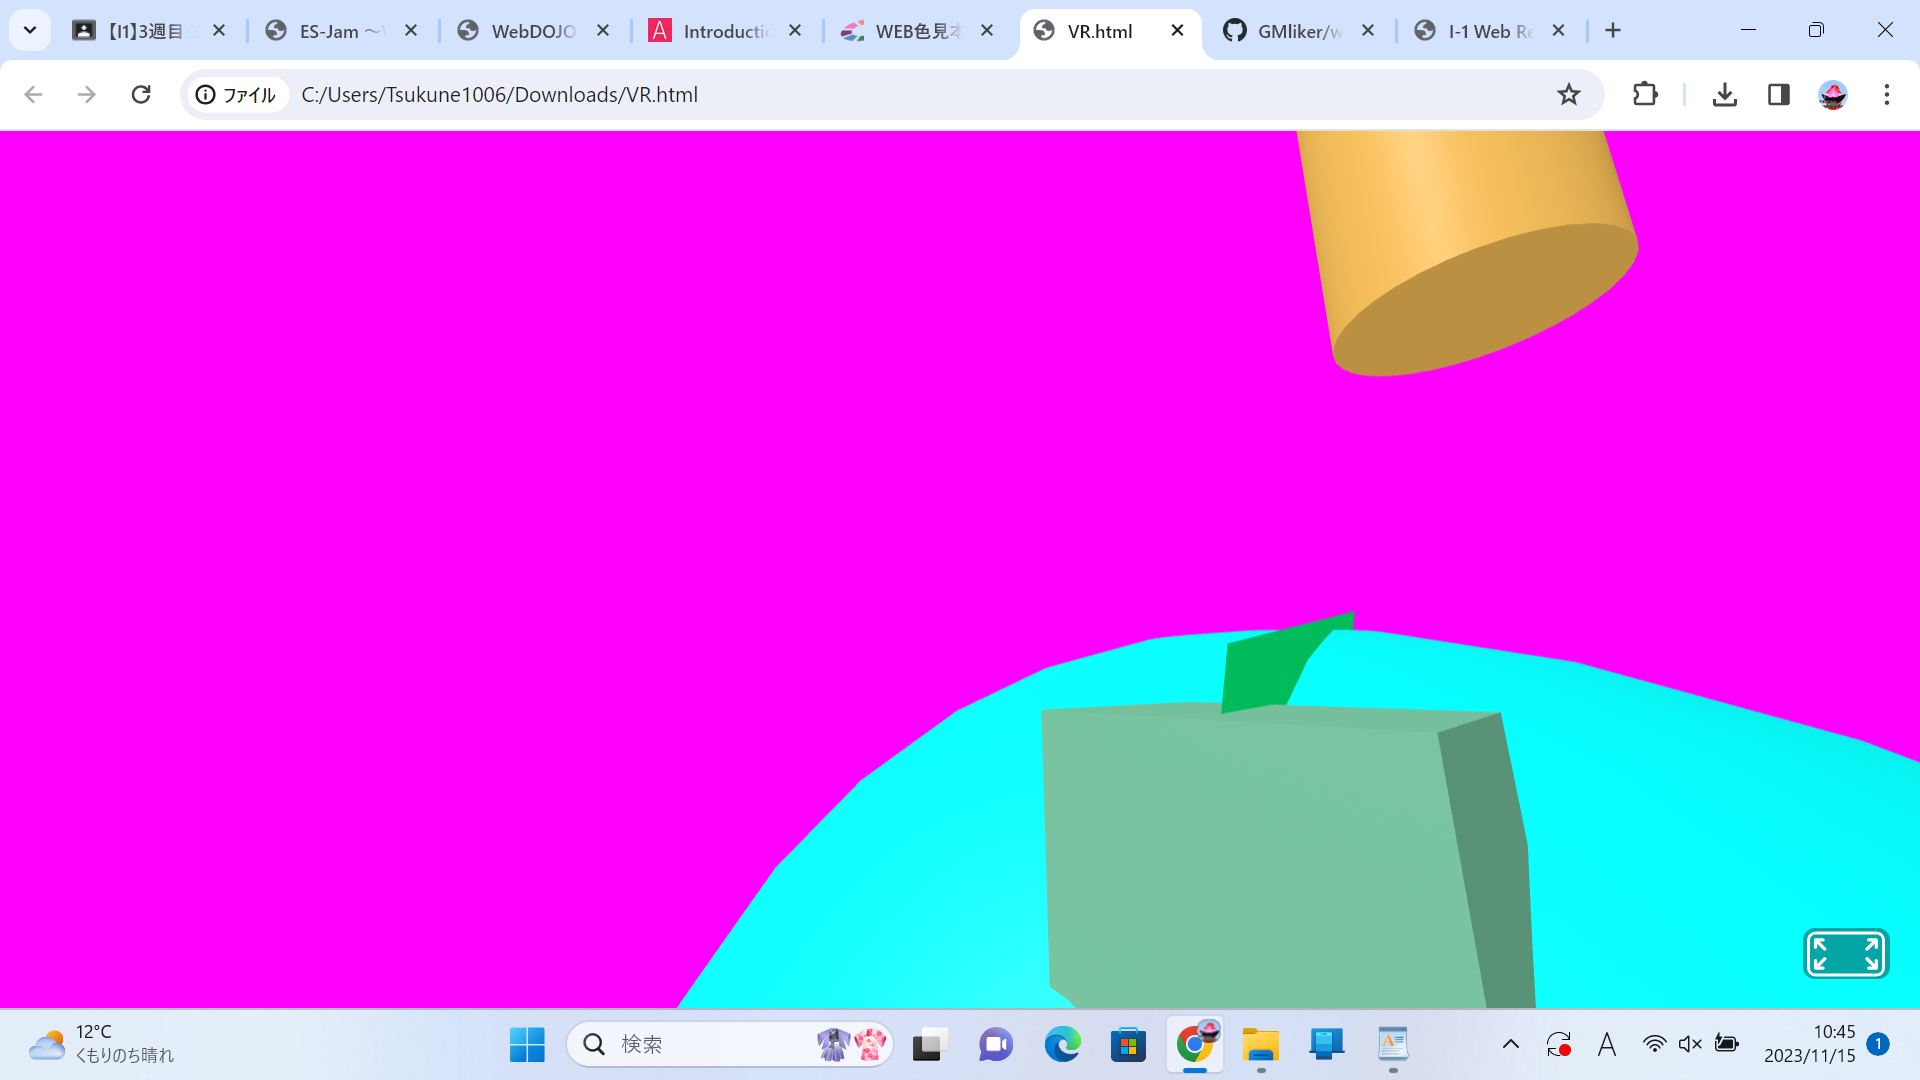 【I1】3週目
ES-Jam ～
WebDOJO
Introducti
WEB色見本
VR.html
GMliker/w
I-1 Web Re
ファイル
C:/Users/Tsukune1006/Downloads/VR.html
12°C
くもりのち晴れ
検索
A
10:45
2023/11/15
1